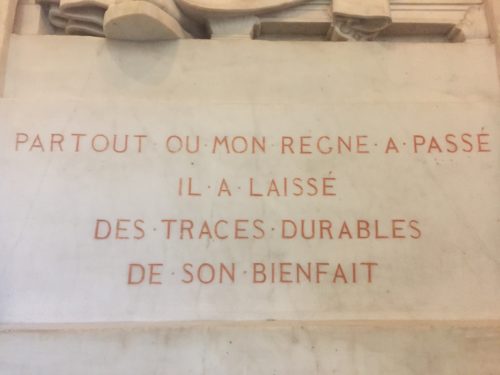 PARTOUT · OU · MON · REGNE · A · PASSÉ
IL · A · LAISSÉ
DES · TRACES · DURABLES
DE · SON · BIENFAIT